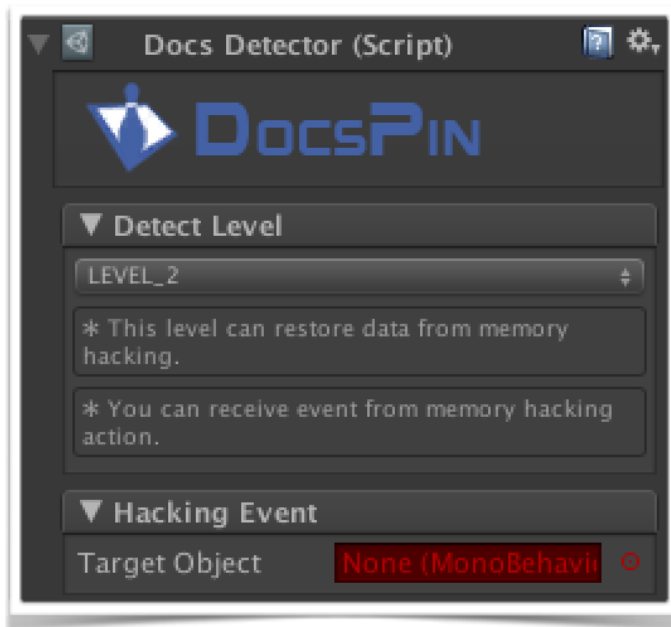 Docs Detector (Script)
DOCSPIN
Detect Level
LEVEL_2
* This level can restore data from memory
hacking.
* You can receive event from memory hacking
action.
Hacking Event
Target Object None (MonoBehavi